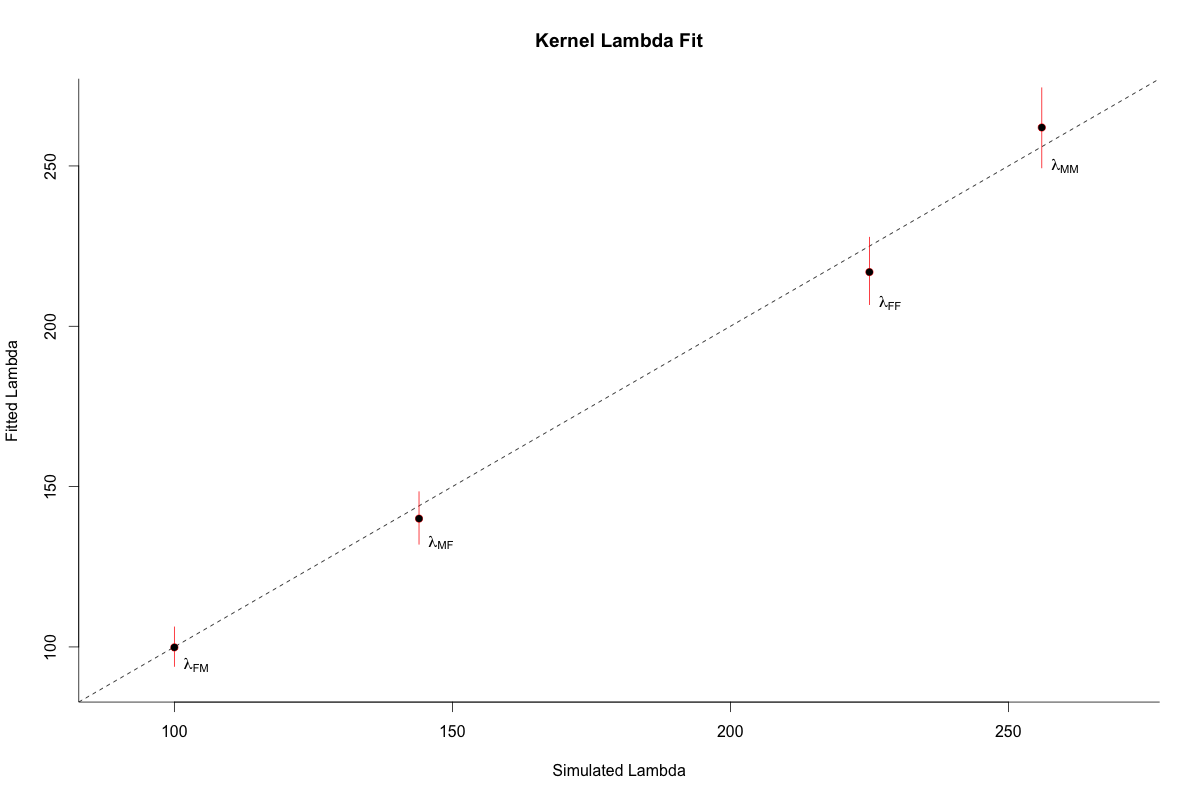 Kernel Lambda Fit
250
200
150
100
Fitted Lambda
λMM
λFF
λMF
λFM
100 150 200 250
Simulated Lambda